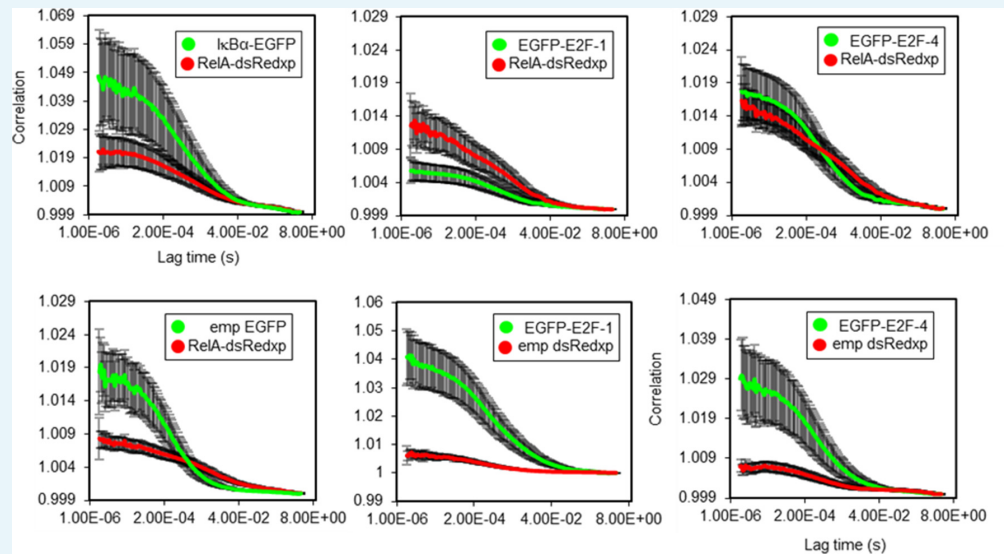 1.069
1.059
1.049
1.039
1.029
1.019
1.009
0.999
Correlation
IκBα-EGFP
RelA-dsRedxp
1.00E-06 2.00E-04 4.00E-02 8.00E+00
Lag time (s)
1.029
1.024
1.019
1.014
1.009
1.004
0.999
EGFP-E2F-1
RelA-dsRedxp
1.00E-06 2.00E-04 4.00E-02 8.00E+00
1.029
1.024
1.019
1.014
1.009
1.004
0.999
EGFP-E2F-4
RelA-dsRedxp
1.00E-06 2.00E-04 4.00E-02 8.00E+00
1.029
1.024
1.019
1.014
1.009
1.004
0.999
emp EGFP
RelA-dsRedxp
1.00E-06 2.00E-04 4.00E-02 8.00E+00
1.06
1.05
1.04
1.03
1.02
1.01
1
0.99
EGFP-E2F-1
emp dsRedxp
1.00E-06 2.00E-04 4.00E-02 8.00E+00
1.049
1.039
1.029
1.019
1.009
0.999
Correlation
EGFP-E2F-4
emp dsRedxp
1.00E-06 2.00E-04 4.00E-02 8.00E+00
Lag time (s)